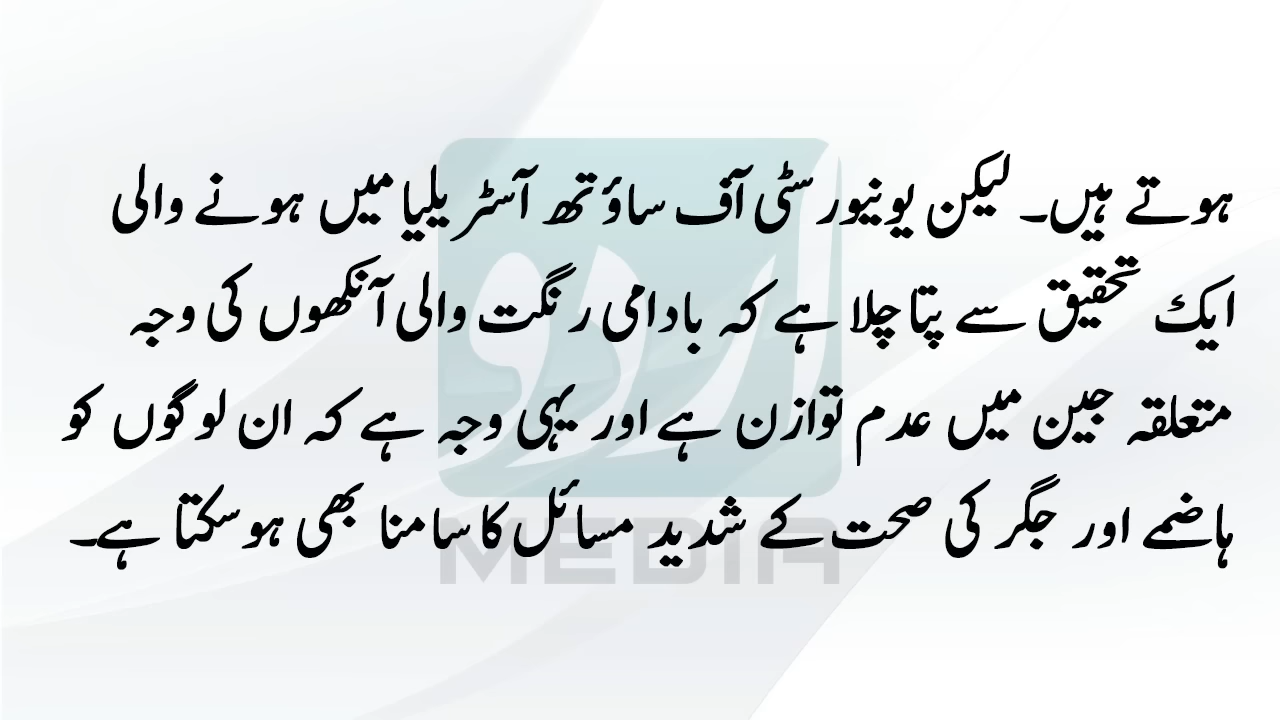 ہوتے ہیں۔ لیکن یونیورسٹی آف ساؤتھ آسٹریلیا میں ہونے والی
ایک تحقیق سے پتا چلا ہے کہ بادامی رنگت والی آنکھوں کی وجہ
متعلقہ جین میں عدم توازن ہے اور یہی وجہ ہے کہ ان لوگوں کو
ہاضمے اور جگر کی صحت کے شدید مسائل کا سامنا بھی ہو سکتا ہے۔
اردو
MEDIA